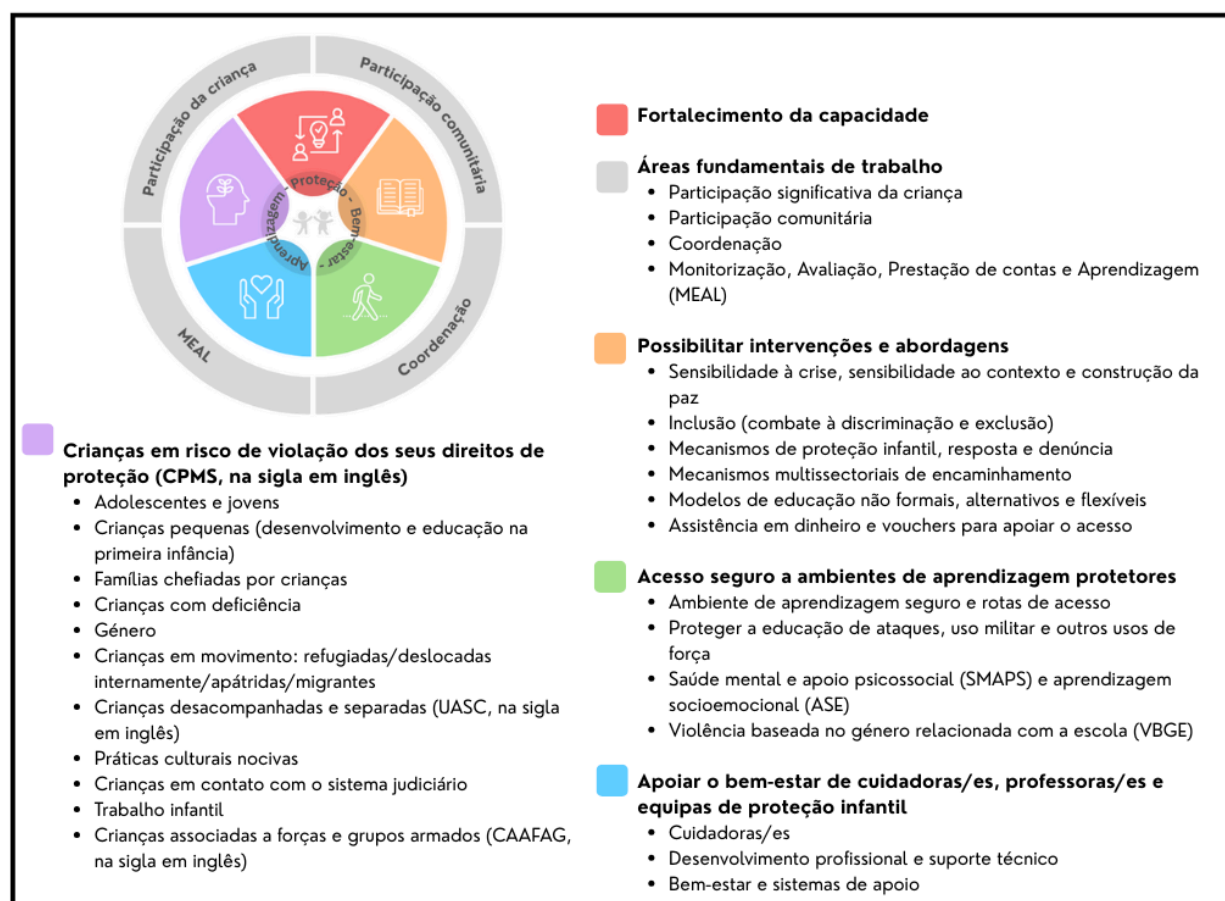 Participação da criança
Participação comunitária
MEAL
Coordenação
Aprendizagem - Proteção - Bem-estar -
Crianças em risco de violação dos seus direitos de
proteção (CPMS, na sigla em inglês)
• Adolescentes e jovens
• Crianças pequenas (desenvolvimento e educação na
primeira infância)
• Famílias chefiadas por crianças
• Crianças com deficiência
• Género
• Crianças em movimento: refugiadas/deslocadas
internamente/apátridas/migrantes
• Crianças desacompanhadas e separadas (UASC, na sigla
em inglês)
• Práticas culturais nocivas
• Crianças em contato com o sistema judiciário
• Trabalho infantil
• Crianças associadas a forças e grupos armados (CAAFAG,
na sigla em inglês)
Fortalecimento da capacidade
Áreas fundamentais de trabalho
• Participação significativa da criança
• Participação comunitária
• Coordenação
• Monitorização, Avaliação, Prestação de contas e Aprendizagem
(MEAL)
Possibilitar intervenções e abordagens
• Sensibilidade à crise, sensibilidade ao contexto e construção da
paz
• Inclusão (combate à discriminação e exclusão)
• Mecanismos de proteção infantil, resposta e denúncia
• Mecanismos multissectoriais de encaminhamento
• Modelos de educação não formais, alternativos e flexíveis
• Assistência em dinheiro e vouchers para apoiar o acesso
Acesso seguro a ambientes de aprendizagem protetores
• Ambiente de aprendizagem seguro e rotas de acesso
• Proteger a educação de ataques, uso militar e outros usos de
força
• Saúde mental e apoio psicossocial (SMAPS) e aprendizagem
socioemocional (ASE)
• Violência baseada no género relacionada com a escola (VBGE)
Apoiar o bem-estar de cuidadoras/es, professoras/es e
equipas de proteção infantil
• Cuidadoras/es
• Desenvolvimento profissional e suporte técnico
• Bem-estar e sistemas de apoio